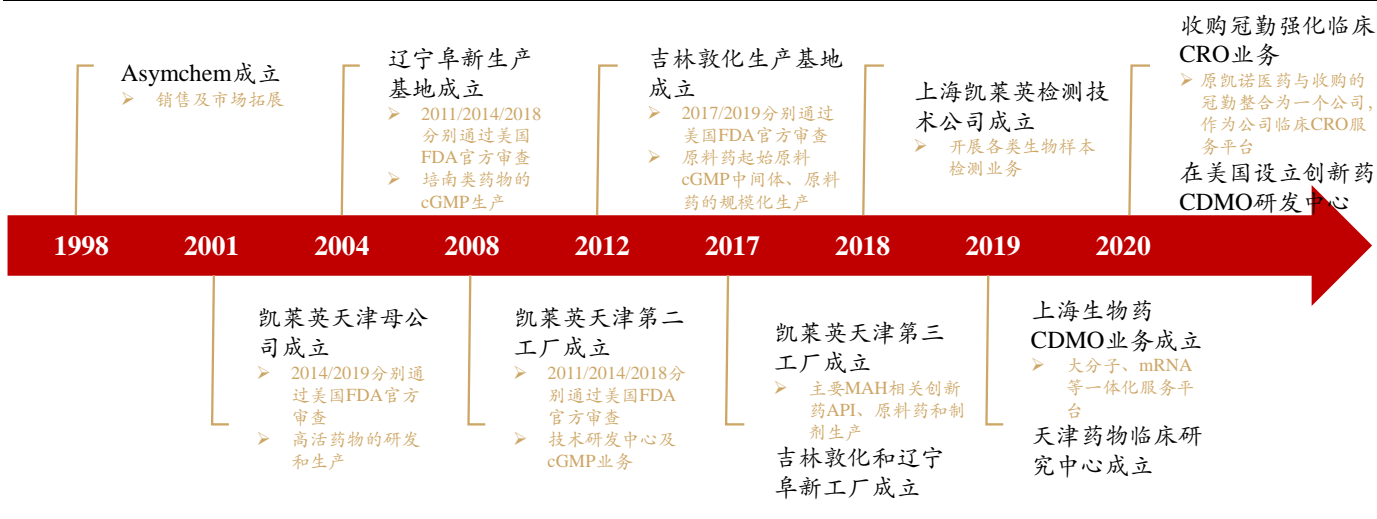 Asymchem成立
➢ 销售及市场拓展
辽宁阜新生产
基地成立
➢ 2011/2014/2018
分别通过美国
FDA官方审查
➢ 培南类药物的
cGMP生产
吉林敦化生产基地
成立
➢ 2017/2019分别通过
美国FDA官方审查
➢ 原料药起始原料
cGMP中间体、原料
药的规模化生产
上海凯莱英检测技
术公司成立
➢ 开展各类生物样本
检测业务
收购冠勤强化临床
CRO业务
➢ 原凯诺医药与收购的
冠勤整合为一个公司,
作为公司临床CRO服
务平台
在美国设立创新药
CDMO研发中心
1998 2001 2004 2008 2012 2017 2018 2019 2020
凯莱英天津母公
司成立
➢ 2014/2019分别通
过美国FDA官方
审查
➢ 高活药物的研发
和生产
凯莱英天津第二
工厂成立
➢ 2011/2014/2018分
别通过美国FDA
官方审查
➢ 技术研发中心及
cGMP业务
凯莱英天津第三
工厂成立
➢ 主要MAH相关创新
药API、原料药和制
剂生产
吉林敦化和辽宁
阜新工厂成立
上海生物药
CDMO业务成立
➢ 大分子、mRNA
等一体化服务平
台
天津药物临床研
究中心成立